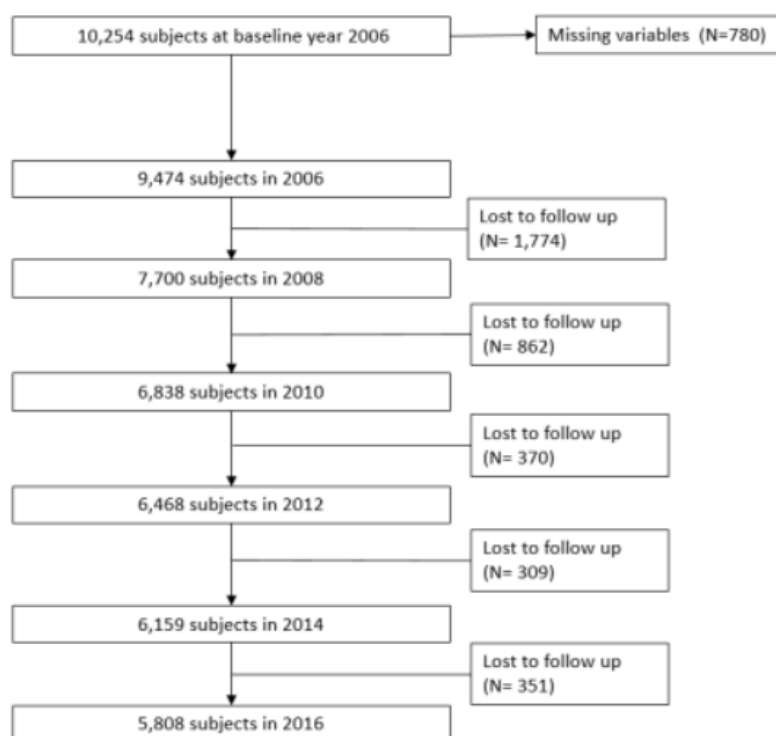 10,254 subjects at baseline year 2006
Missing variables (N=780)
9,474 subjects in 2006
Lost to follow up
(N= 1,774)
7,700 subjects in 2008
Lost to follow up
(N= 862)
6,838 subjects in 2010
Lost to follow up
(N= 370)
6,468 subjects in 2012
Lost to follow up
(N= 309)
6,159 subjects in 2014
Lost to follow up
(N= 351)
5,808 subjects in 2016